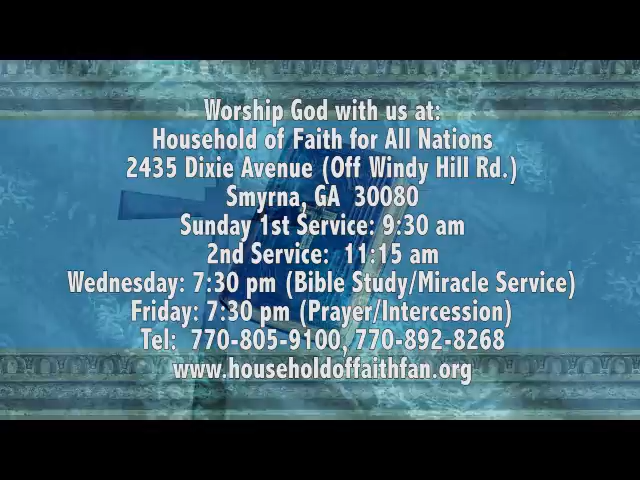 Worship God with us at:
Household of Faith for All Nations
2435 Dixie Avenue (Off Windy Hill Rd.)
Smyrna, GA 30080
Sunday 1st Service: 9:30 am
2nd Service: 11:15 am
Wednesday: 7:30 pm (Bible Study/Miracle Service)
Friday: 7:30 pm (Prayer/Intercession)
Tel: 770-805-9100, 770-892-8268
www.householdoffaithfan.org